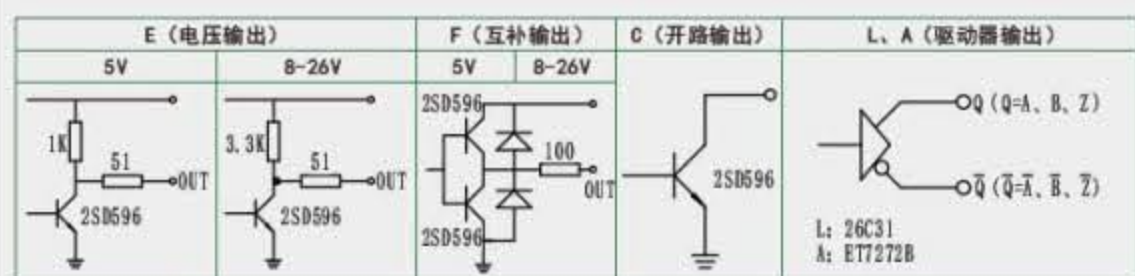 E（电压输出）
F（互补输出）
C（开路输出）
L、A（驱动器输出）
5V
8-26V
5V
8-26V
1K
51
OUT
2SD596
3.3K
51
OUT
2SD596
2SD596
100
OUT
2SD596
2SD596
Q（Q=A、B、Z）
Q̅（Q̅=A̅、B̅、Z̅）
L: 26C31
A: ET7272B